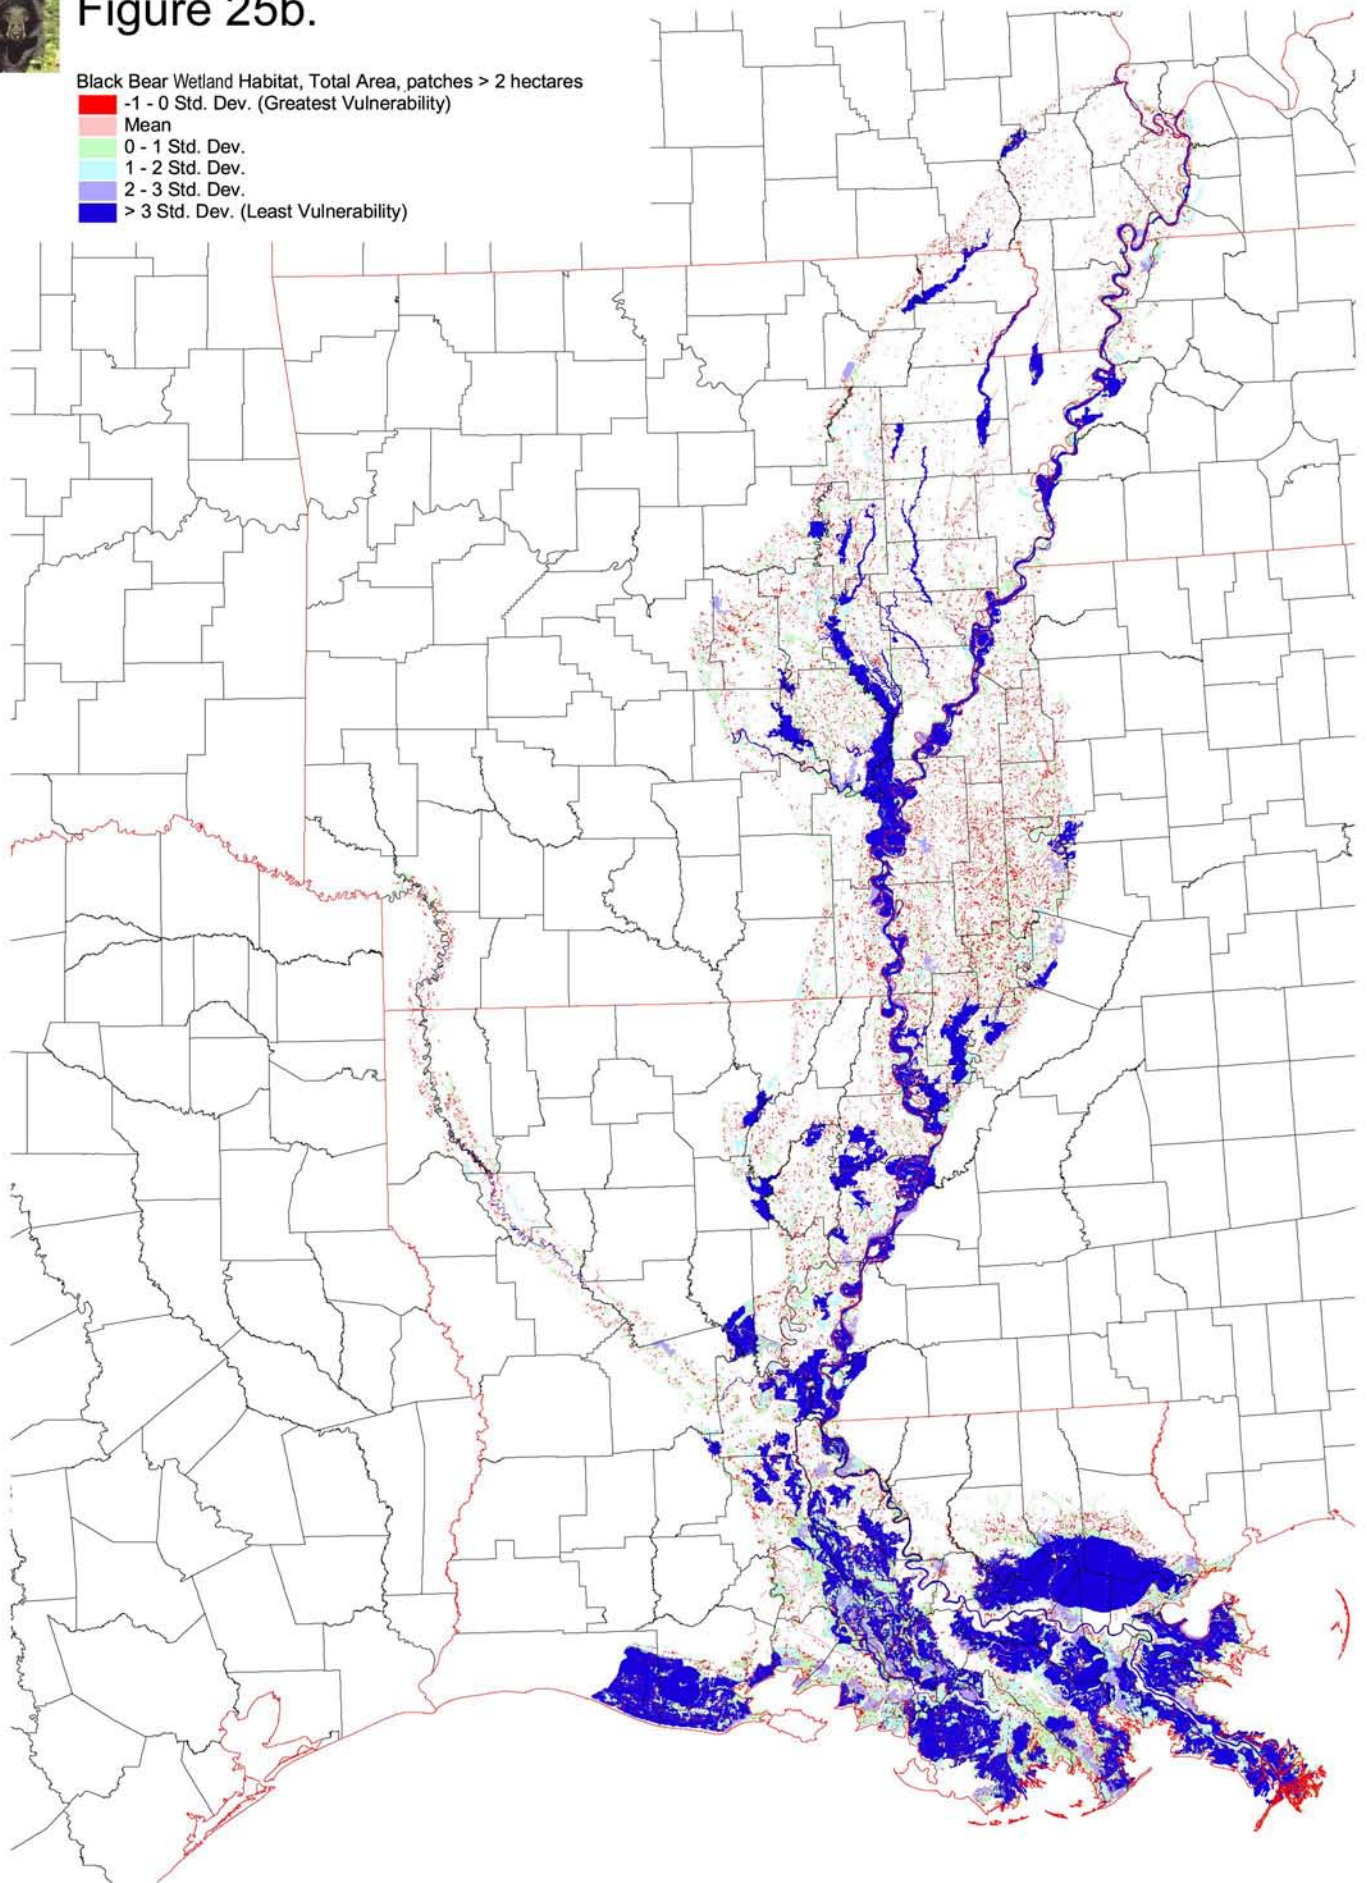 Figure 25b.
Black Bear Wetland Habitat, Total Area, patches > 2 hectares
-1 - 0 Std. Dev. (Greatest Vulnerability)
Mean
0 - 1 Std. Dev.
1 - 2 Std. Dev.
2 - 3 Std. Dev.
> 3 Std. Dev. (Least Vulnerability)